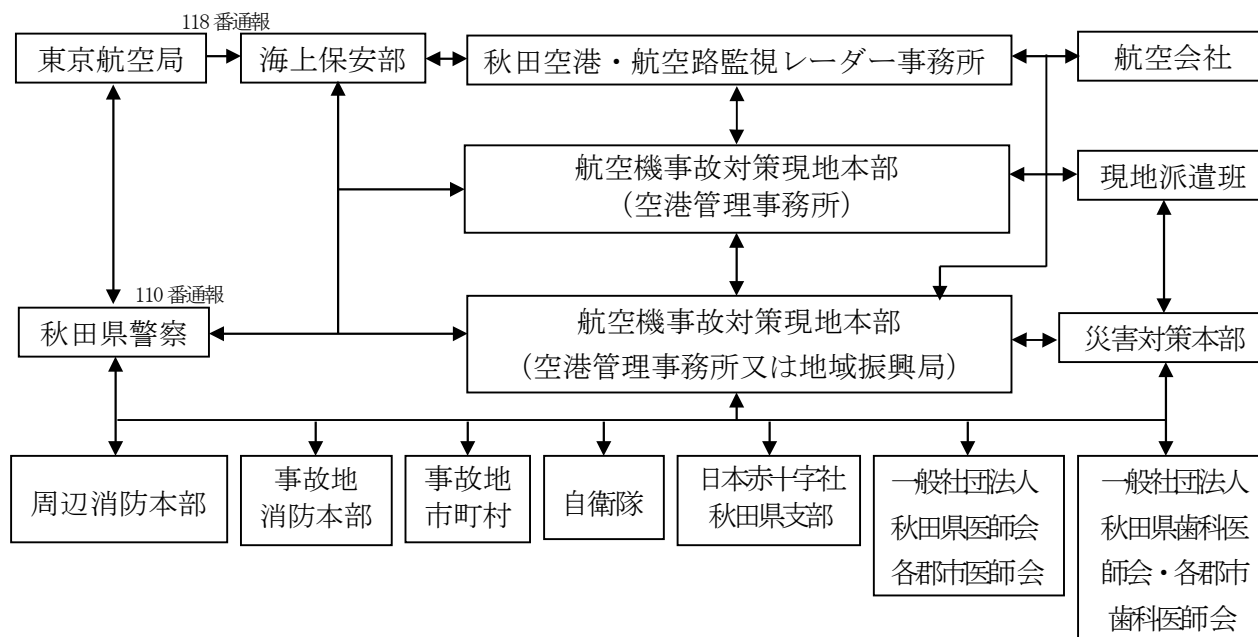 118 番通報
東京航空局
海上保安部
秋田空港・航空路監視レーダー事務所
航空会社
航空機事故対策現地本部
（空港管理事務所）
現地派遣班
110 番通報
秋田県警察
航空機事故対策現地本部
（空港管理事務所又は地域振興局）
災害対策本部
周辺消防本部
事故地
消防本部
事故地
市町村
自衛隊
日本赤十字社
秋田県支部
一般社団法人
秋田県医師会
各郡市医師会
一般社団法人
秋田県歯科医
師会・各郡市
歯科医師会